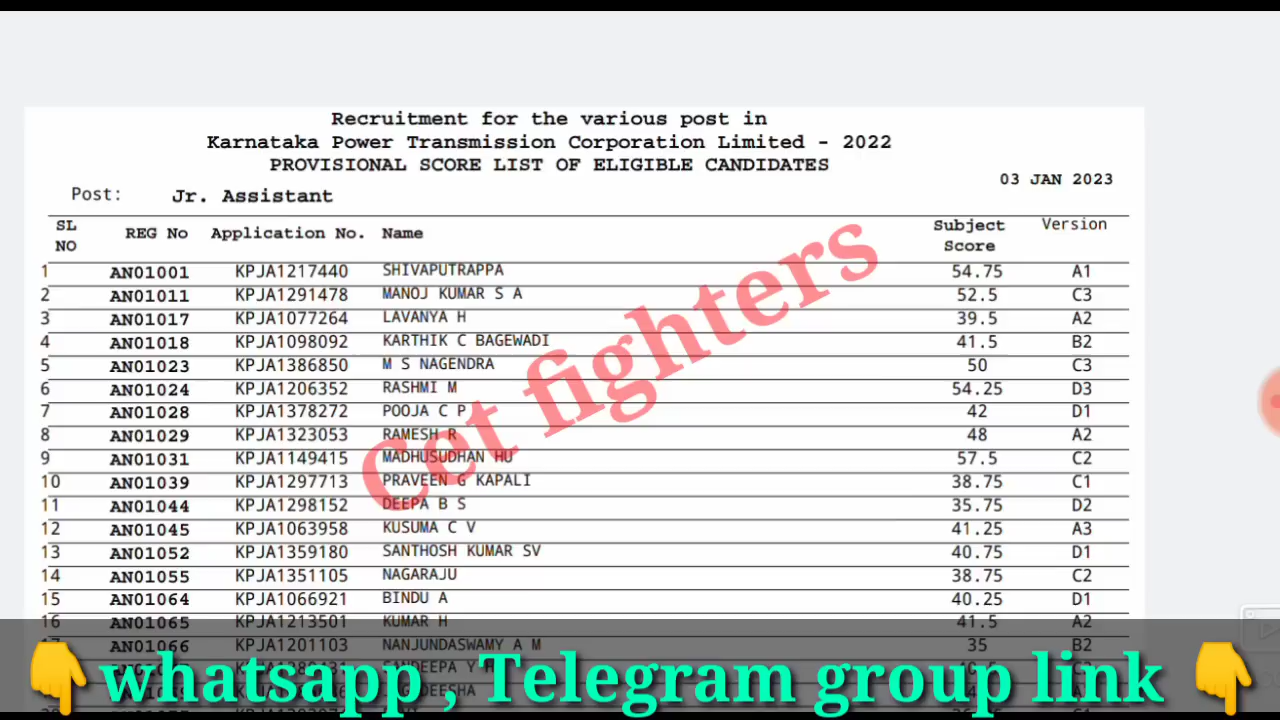 Recruitment for the various post in
Karnataka Power Transmission Corporation Limited - 2022
PROVISIONAL SCORE LIST OF ELIGIBLE CANDIDATES
03 JAN 2023
Post: Jr. Assistant
SL NO REG No Application No. Name Subject Score Version
1 AN01001 KPJA1217440 SHIVAPUTRAPPA 54.75 A1
2 AN01011 KPJA1291478 MANOJ KUMAR S A 52.5 C3
3 AN01017 KPJA1077264 LAVANYA H 39.5 A2
4 AN01018 KPJA1098092 KARTHIK C BAGEWADI 41.5 B2
5 AN01023 KPJA1386850 M S NAGENDRA 50 C3
6 AN01024 KPJA1206352 RASHMI M 54.25 D3
7 AN01028 KPJA1378272 POOJA C P 42 D1
8 AN01029 KPJA1323053 RAMESH R 48 A2
9 AN01031 KPJA1149415 MADHUSUDHAN HU 57.5 C2
10 AN01039 KPJA1297713 PRAVEEN G KAPALI 38.75 C1
11 AN01044 KPJA1298152 DEEPA B S 35.75 D2
12 AN01045 KPJA1063958 KUSUMA C V 41.25 A3
13 AN01052 KPJA1359180 SANTHOSH KUMAR SV 40.75 D1
14 AN01055 KPJA1351105 NAGARAJU 38.75 C2
15 AN01064 KPJA1066921 BINDU A 40.25 D1
16 AN01065 KPJA1213501 KUMAR H 41.5 A2
17 AN01066 KPJA1201103 NANJUNDASWAMY A M 35 B2
Cet fighters
whatsapp , Telegram group link